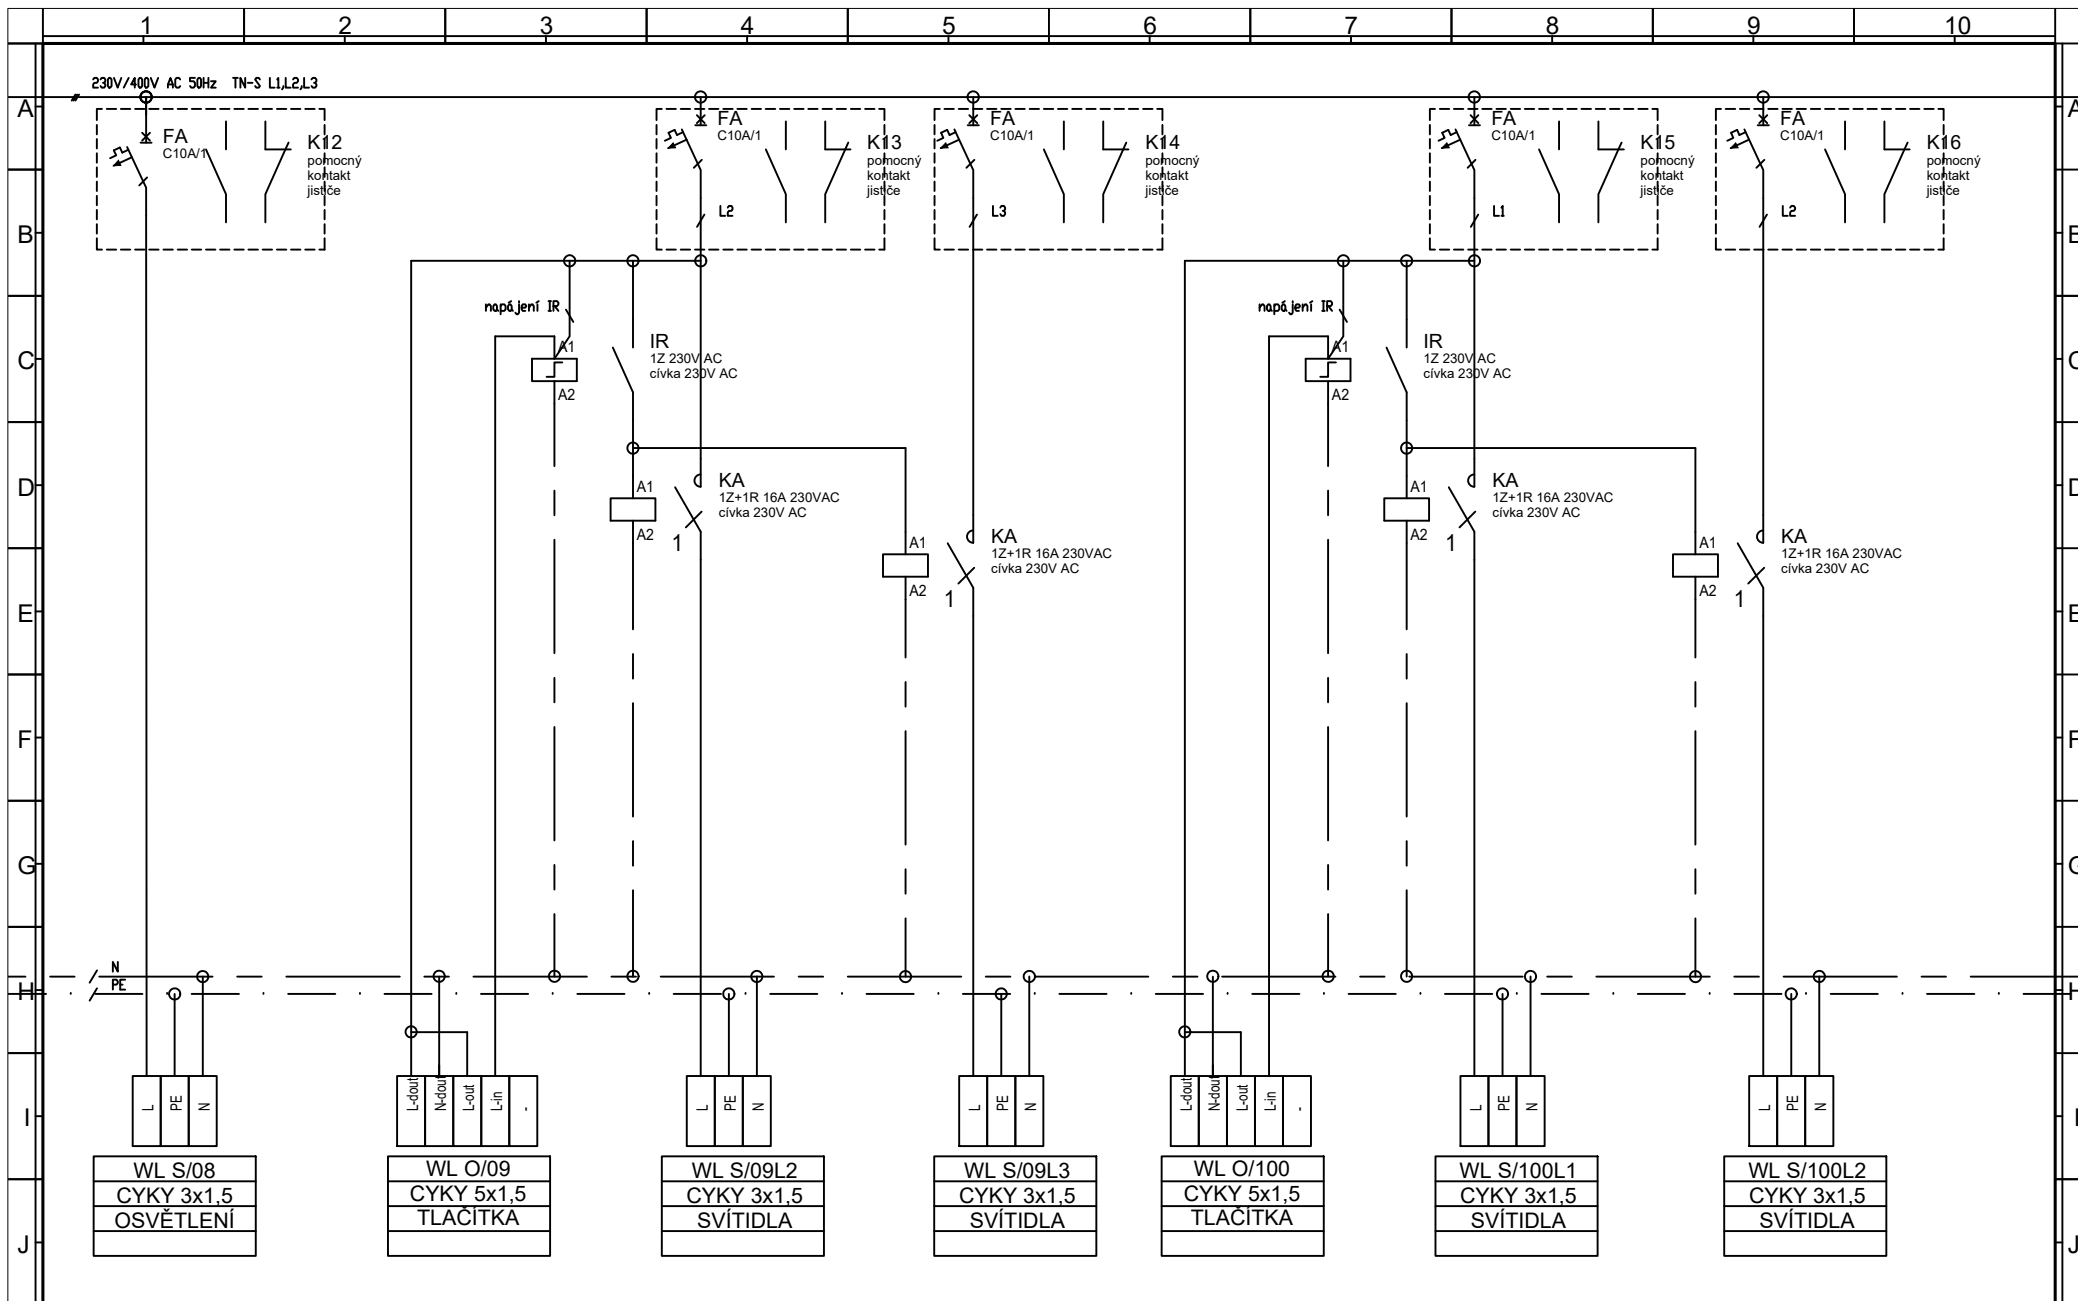 1 2 3 4 5 6 7 8 9 10
230V/400V AC 50Hz TN-S L1,L2,L3
A A
FA
C10A/1
K12
pomocný
kontakt
jističe
FA
C10A/1
K13
pomocný
kontakt
jističe
L2
FA
C10A/1
K14
pomocný
kontakt
jističe
L3
FA
C10A/1
K15
pomocný
kontakt
jističe
L1
FA
C10A/1
K16
pomocný
kontakt
jističe
L2
B B
napájení IR
A1
A2
IR
1Z 230V AC
cívka 230V AC
napájení IR
A1
A2
IR
1Z 230V AC
cívka 230V AC
C C
D D
A1
A2
KA
1Z+1R 16A 230VAC
cívka 230V AC
1
A1
A2
KA
1Z+1R 16A 230VAC
cívka 230V AC
1
A1
A2
KA
1Z+1R 16A 230VAC
cívka 230V AC
1
A1
A2
KA
1Z+1R 16A 230VAC
cívka 230V AC
1
E E
F F
G G
N
PE
H H
L PE N
L-dout N-dout L-out L-in -
L PE N
L PE N
L-dout N-dout L-out L-in -
L PE N
L PE N
I I
WL S/08
CYKY 3x1,5
OSVĚTLENÍ
WL O/09
CYKY 5x1,5
TLAČÍTKA
WL S/09L2
CYKY 3x1,5
SVÍTIDLA
WL S/09L3
CYKY 3x1,5
SVÍTIDLA
WL O/100
CYKY 5x1,5
TLAČÍTKA
WL S/100L1
CYKY 3x1,5
SVÍTIDLA
WL S/100L2
CYKY 3x1,5
SVÍTIDLA
J J